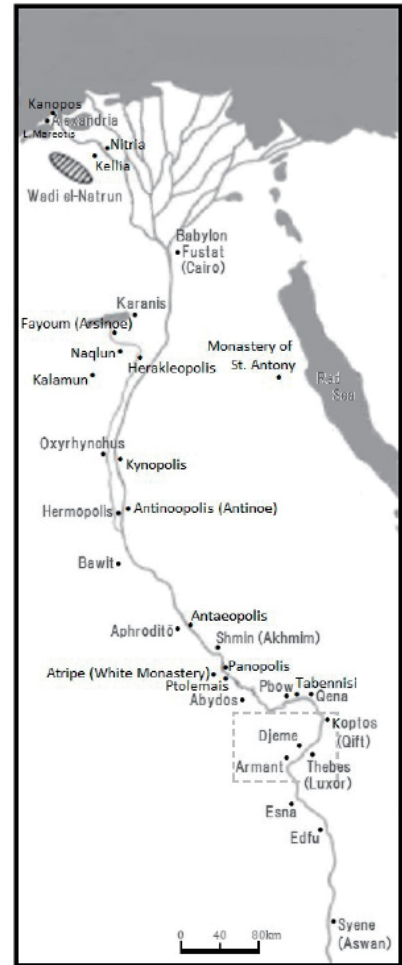 Kanopos
Alexandria
L. Mareotis
Nitria
Kellia
Wadi el-Natrun
Babylon
Fustat
(Cairo)
Karanis
Fayoum (Arsinoe)
Naqlun
Herakleopolis
Kalamun
Monastery of
St. Antony
Red
Sea
Oxyrhynchus
Kynopolis
Hermopolis
Antinoopolis (Antinoe)
Bawit
Antaeopolis
Aphroditō
Shmin (Akhmim)
Panopolis
Atripe (White Monastery)
Ptolemais
Pbow
Tabennisi
Qena
Abydos
Koptos
(Qift)
Djeme
Armant
Thebes
(Luxor)
Esna
Edfu
Syene
(Aswan)
0 40 80km